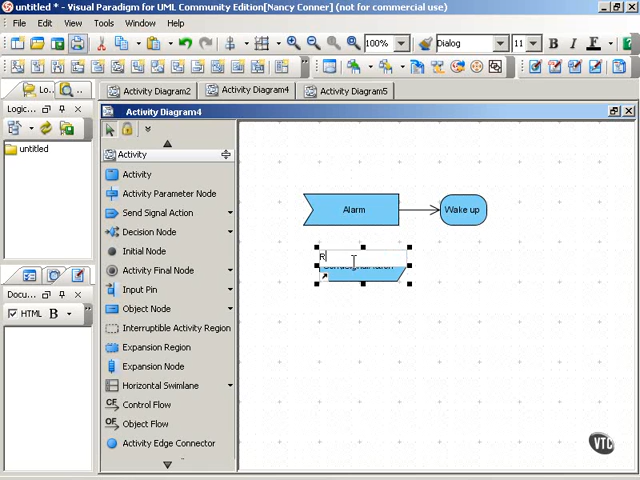 untitled * - Visual Paradigm for UML Community Edition[Nancy Conner] (not for commercial use)
File Edit View Tools Window Help
100% Dialog 11 B I F
Lo... Activity Diagram2 Activity Diagram4 Activity Diagram5
Logic... Activity Diagram4
untitled
Activity
Activity
Activity Parameter Node
Send Signal Action
Decision Node
Initial Node
Activity Final Node
Input Pin
Object Node
Interruptible Activity Region
Expansion Region
Expansion Node
Horizontal Swimlane
CF Control Flow
OF Object Flow
Activity Edge Connector
Docu...
HTML B I
Alarm
Wake up
R
VTC